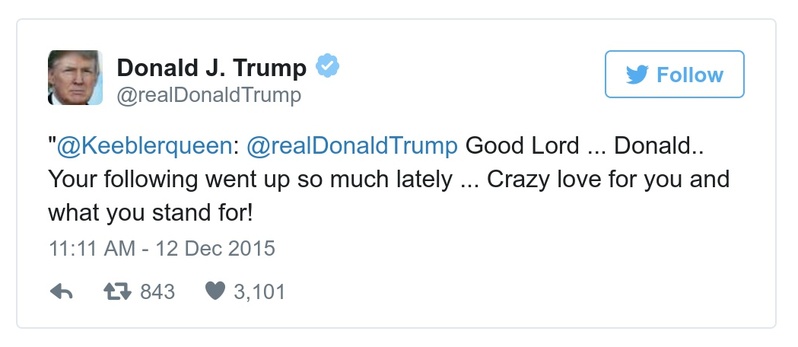 Donald J. Trump
@realDonaldTrump
Follow
"@Keeblerqueen: @realDonaldTrump Good Lord ... Donald..
Your following went up so much lately ... Crazy love for you and
what you stand for!
11:11 AM - 12 Dec 2015
843 3,101